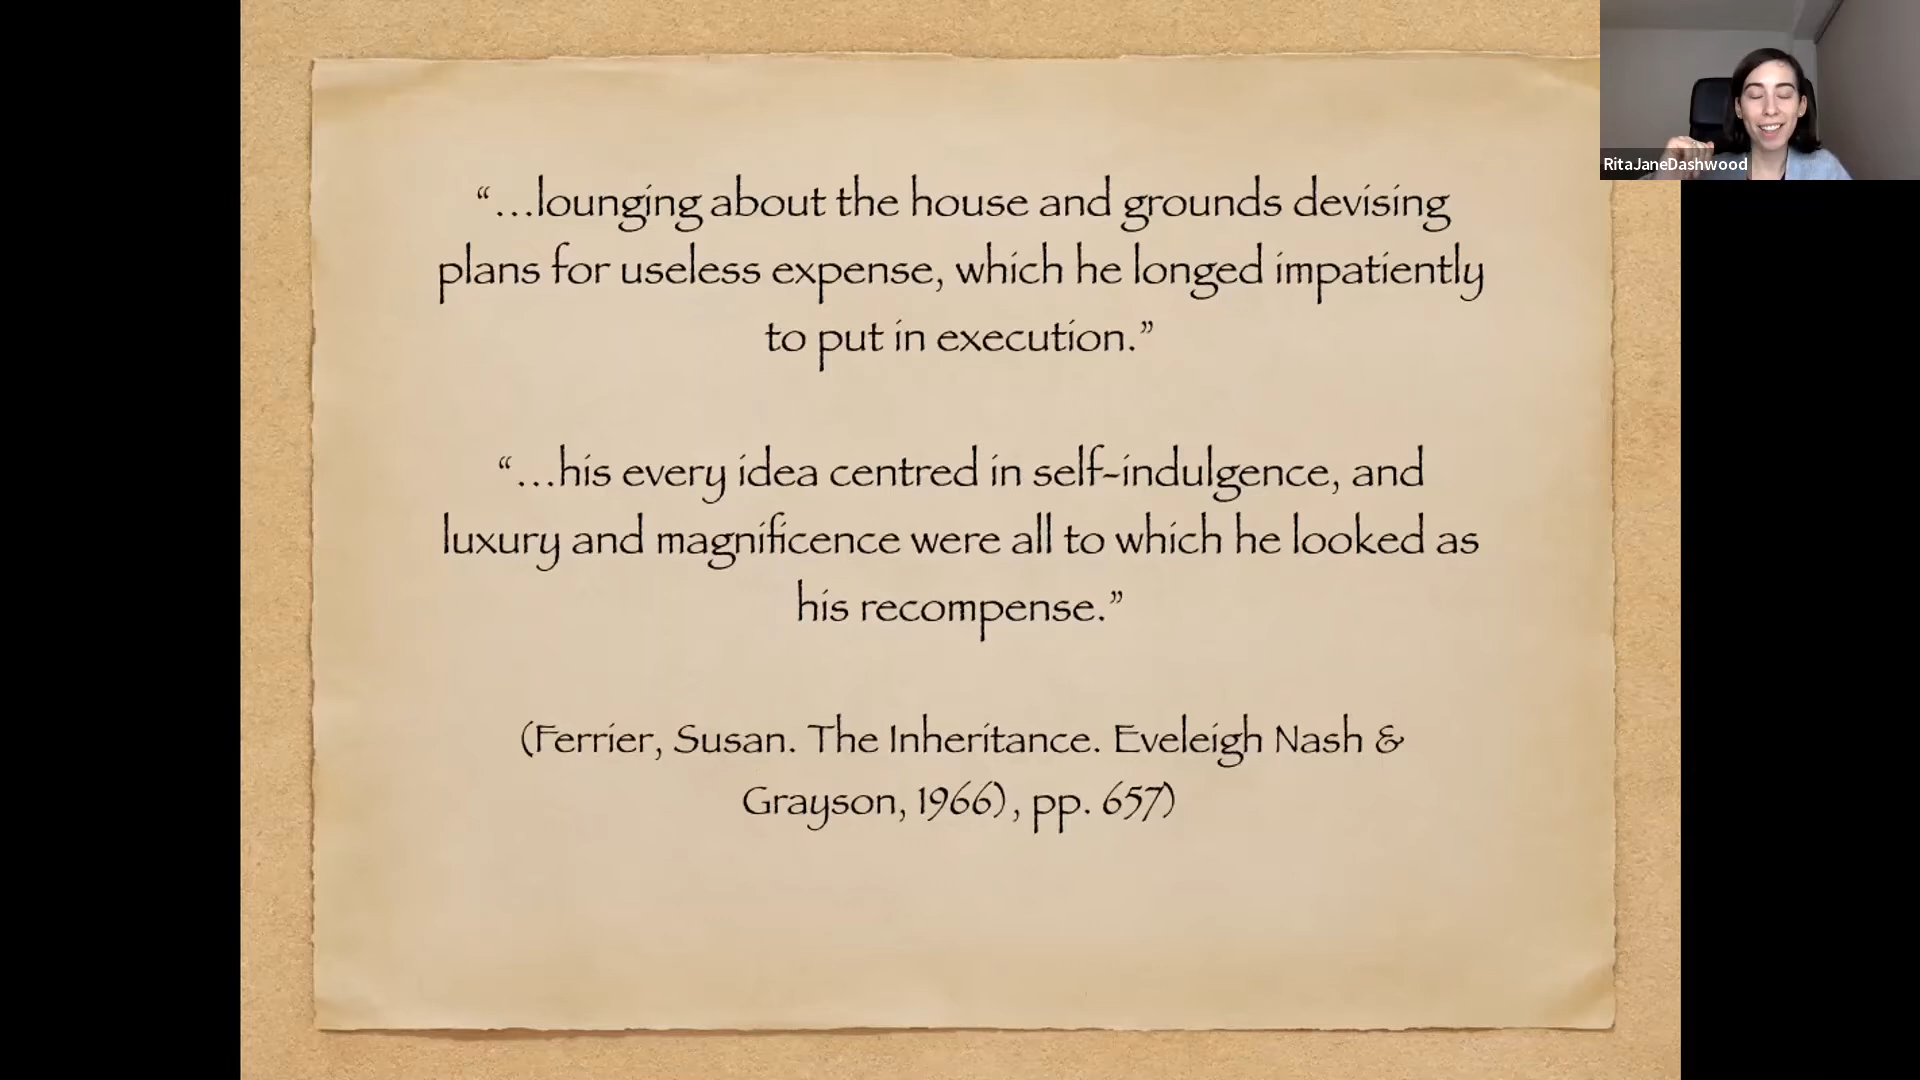 “…lounging about the house and grounds devising
plans for useless expense, which he longed impatiently
to put in execution.”
“…his every idea centred in self-indulgence, and
luxury and magnificence were all to which he looked as
his recompense.”
(Ferrier, Susan. The Inheritance. Eveleigh Nash &
Grayson, 1966), pp. 657)
RitaJaneDashwood